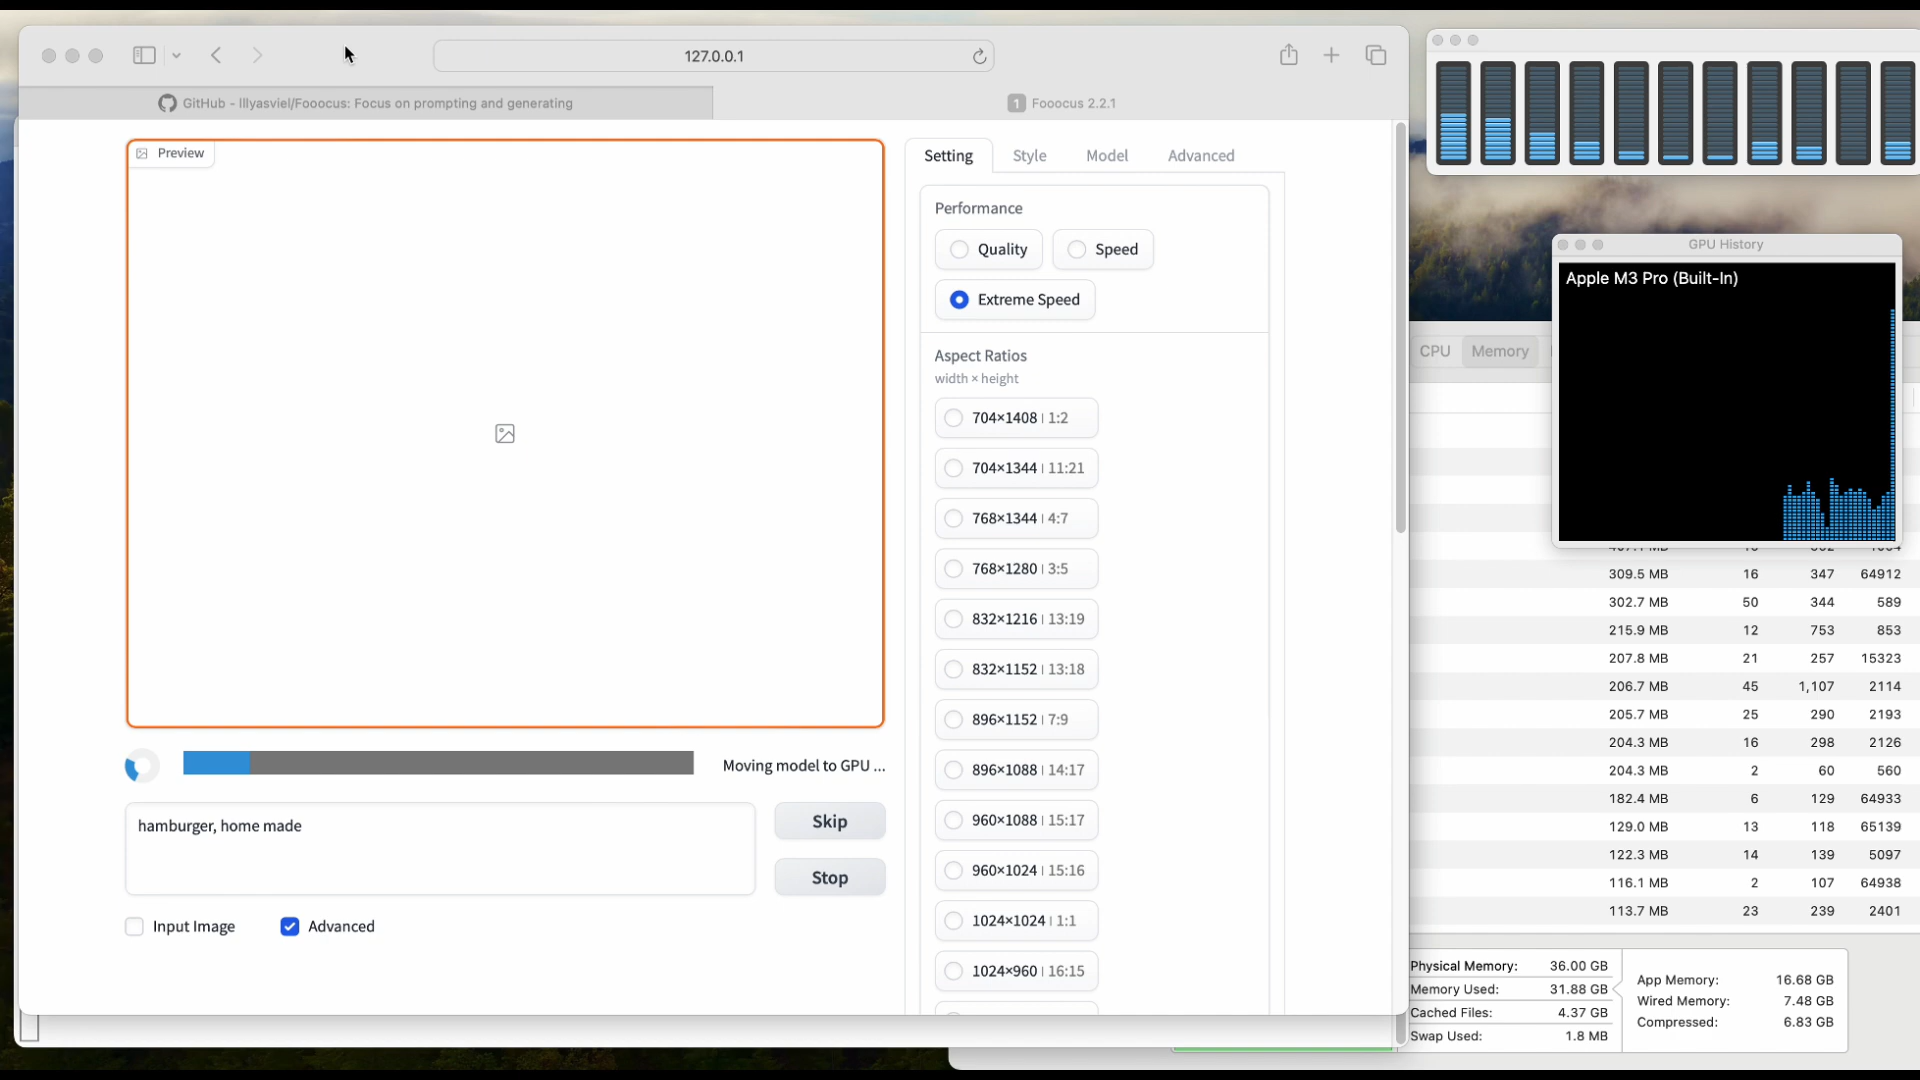 127.0.0.1
GitHub - lllyasviel/Fooocus: Focus on prompting and generating
1 Fooocus 2.2.1
Preview
Setting Style Model Advanced
Performance
Quality
Speed
Extreme Speed
Aspect Ratios
width × height
704×1408 | 1:2
704×1344 | 11:21
768×1344 | 4:7
768×1280 | 3:5
832×1216 | 13:19
832×1152 | 13:18
896×1152 | 7:9
896×1088 | 14:17
960×1088 | 15:17
960×1024 | 15:16
1024×1024 | 1:1
1024×960 | 16:15
Moving model to GPU ...
hamburger, home made
Skip
Stop
Input Image
Advanced
GPU History
Apple M3 Pro (Built-In)
CPU Memory
309.5 MB 16 347 64912
302.7 MB 50 344 589
215.9 MB 12 753 853
207.8 MB 21 257 15323
206.7 MB 45 1,107 2114
205.7 MB 25 290 2193
204.3 MB 16 298 2126
204.3 MB 2 60 560
182.4 MB 6 129 64933
129.0 MB 13 118 65139
122.3 MB 14 139 5097
116.1 MB 2 107 64938
113.7 MB 23 239 2401
Physical Memory: 36.00 GB
Memory Used: 31.88 GB
Cached Files: 4.37 GB
Swap Used: 1.8 MB
App Memory: 16.68 GB
Wired Memory: 7.48 GB
Compressed: 6.83 GB